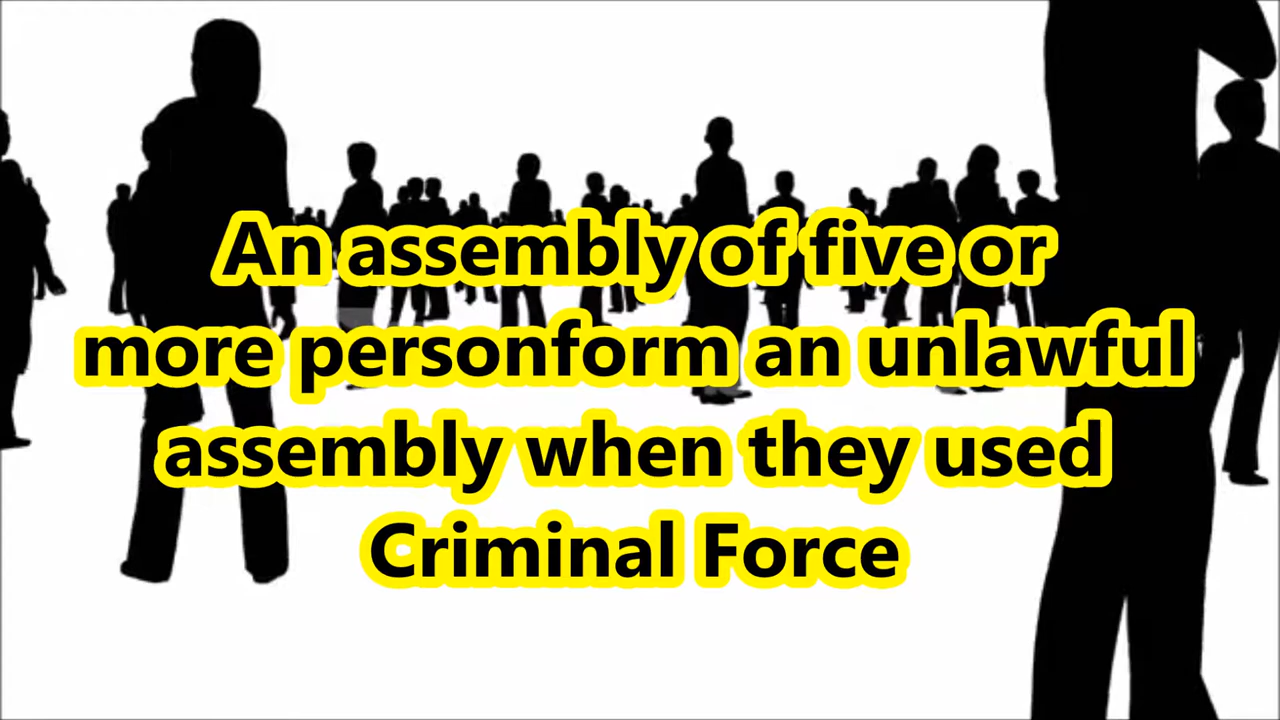 An assembly of five or
more personform an unlawful
assembly when they used
Criminal Force